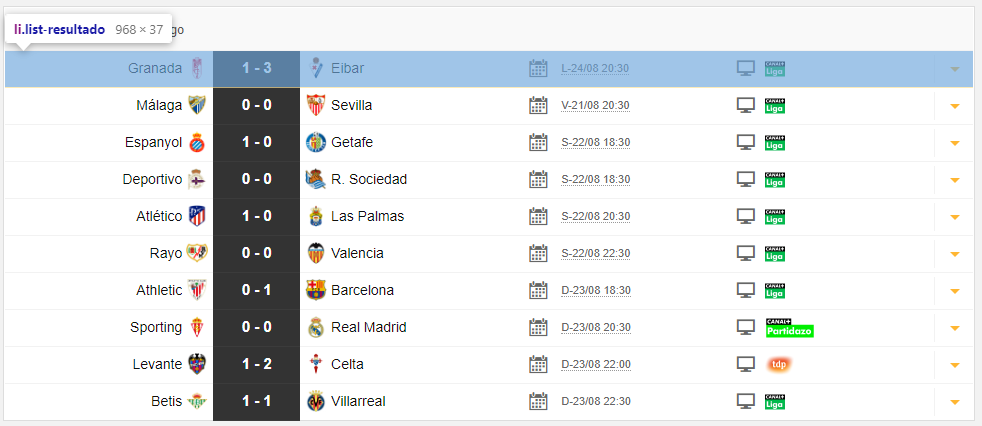 li.list-resultado 968 × 37 go
Granada 1 - 3 Eibar L-24/08 20:30 CANAL+ Liga
Málaga 0 - 0 Sevilla V-21/08 20:30 CANAL+ Liga
Espanyol 1 - 0 Getafe S-22/08 18:30 CANAL+ Liga
Deportivo 0 - 0 R. Sociedad S-22/08 18:30 CANAL+ Liga
Atlético 1 - 0 Las Palmas S-22/08 20:30 CANAL+ Liga
Rayo 0 - 0 Valencia S-22/08 22:30 CANAL+ Liga
Athletic 0 - 1 Barcelona D-23/08 18:30 CANAL+ Liga
Sporting 0 - 0 Real Madrid D-23/08 20:30 CANAL+ Partidazo
Levante 1 - 2 Celta D-23/08 22:00 tdp
Betis 1 - 1 Villarreal D-23/08 22:30 CANAL+ Liga